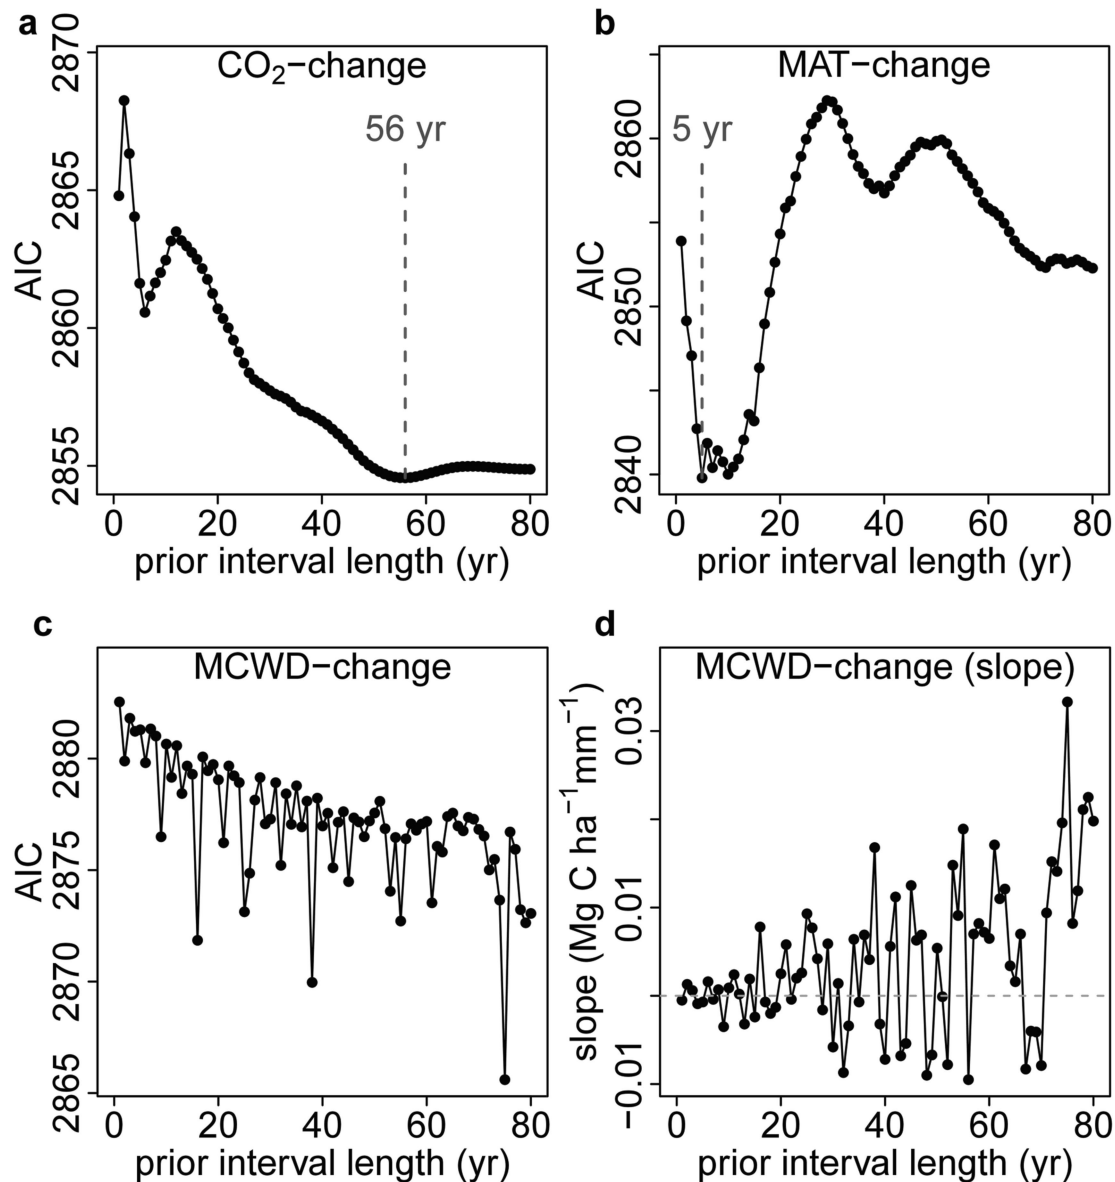 a
CO₂−change
56 yr
2870
2865
2860
2855
AIC
0 20 40 60 80
prior interval length (yr)
b
MAT−change
5 yr
2860
2850
2840
AIC
0 20 40 60 80
prior interval length (yr)
c
MCWD−change
2880
2875
2870
2865
AIC
0 20 40 60 80
prior interval length (yr)
d
MCWD−change (slope)
0.03
0.01
−0.01
slope (Mg C ha⁻¹mm⁻¹)
0 20 40 60 80
prior interval length (yr)